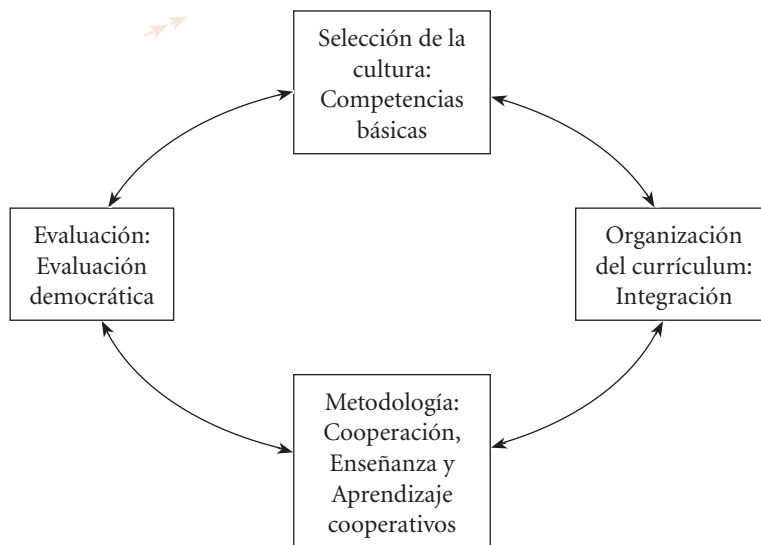 Selección de la
cultura:
Competencias
básicas
Evaluación:
Evaluación
democrática
Organización
del currículum:
Integración
Metodología:
Cooperación,
Enseñanza y
Aprendizaje
cooperativos